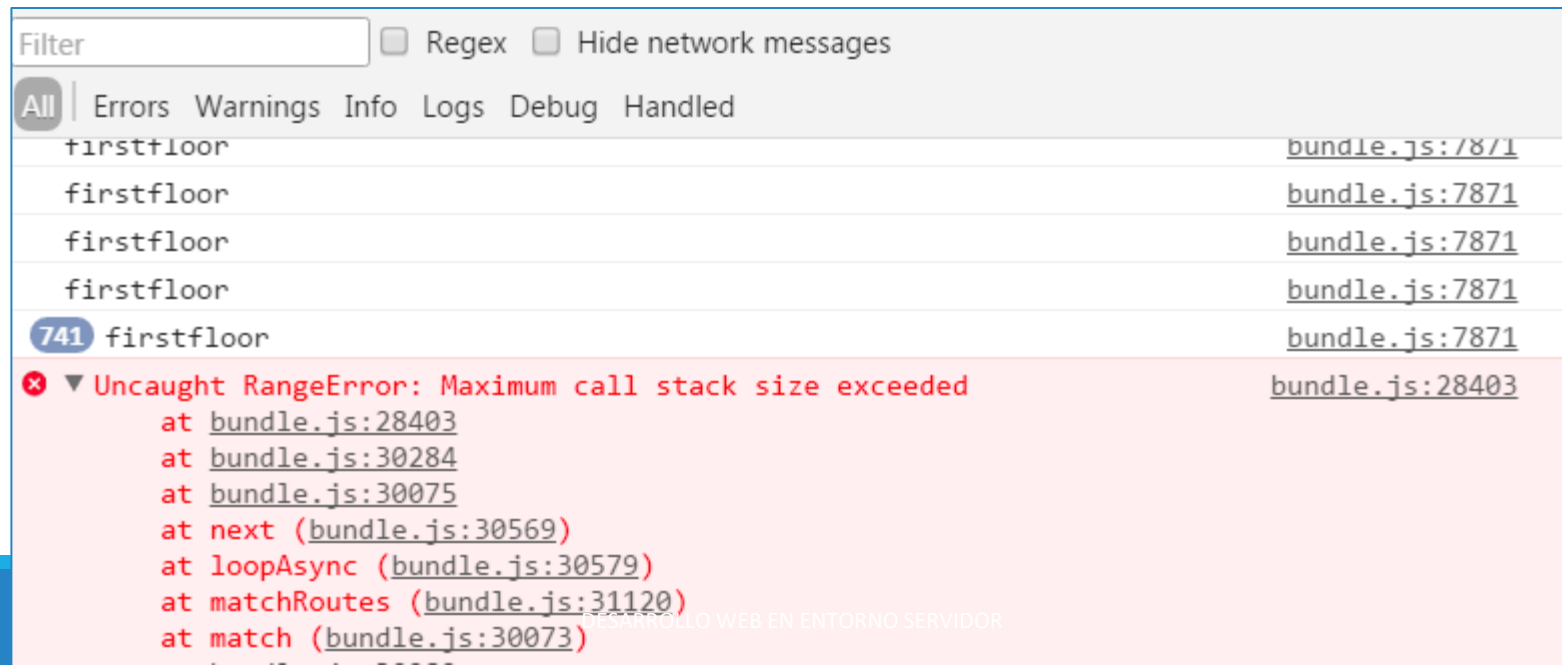 Filter Regex Hide network messages
All Errors Warnings Info Logs Debug Handled
firstfloor bundle.js:7871
firstfloor bundle.js:7871
firstfloor bundle.js:7871
firstfloor bundle.js:7871
741 firstfloor bundle.js:7871
Uncaught RangeError: Maximum call stack size exceeded bundle.js:28403
at bundle.js:28403
at bundle.js:30284
at bundle.js:30075
at next (bundle.js:30569)
at loopAsync (bundle.js:30579)
at matchRoutes (bundle.js:31120)
DESARROLLO WEB EN ENTORNO SERVIDOR
at match (bundle.js:30073)